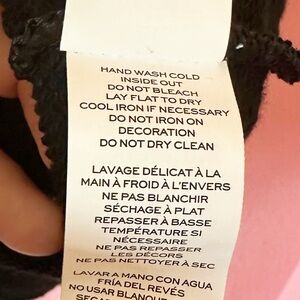 HAND WASH COLD
INSIDE OUT
DO NOT BLEACH
LAY FLAT TO DRY
COOL IRON IF NECESSARY
DO NOT IRON ON
DECORATION
DO NOT DRY CLEAN
LAVAGE DÉLICAT À LA
MAIN À FROID À L'ENVERS
NE PAS BLANCHIR
SÉCHAGE À PLAT
REPASSER À BASSE
TEMPÉRATURE SI
NÉCESSAIRE
NE PAS REPASSER
LES DÉCORS
NE PAS NETTOYER À SEC
LAVAR A MANO CON AGUA
FRÍA DEL REVÉS
NO USAR